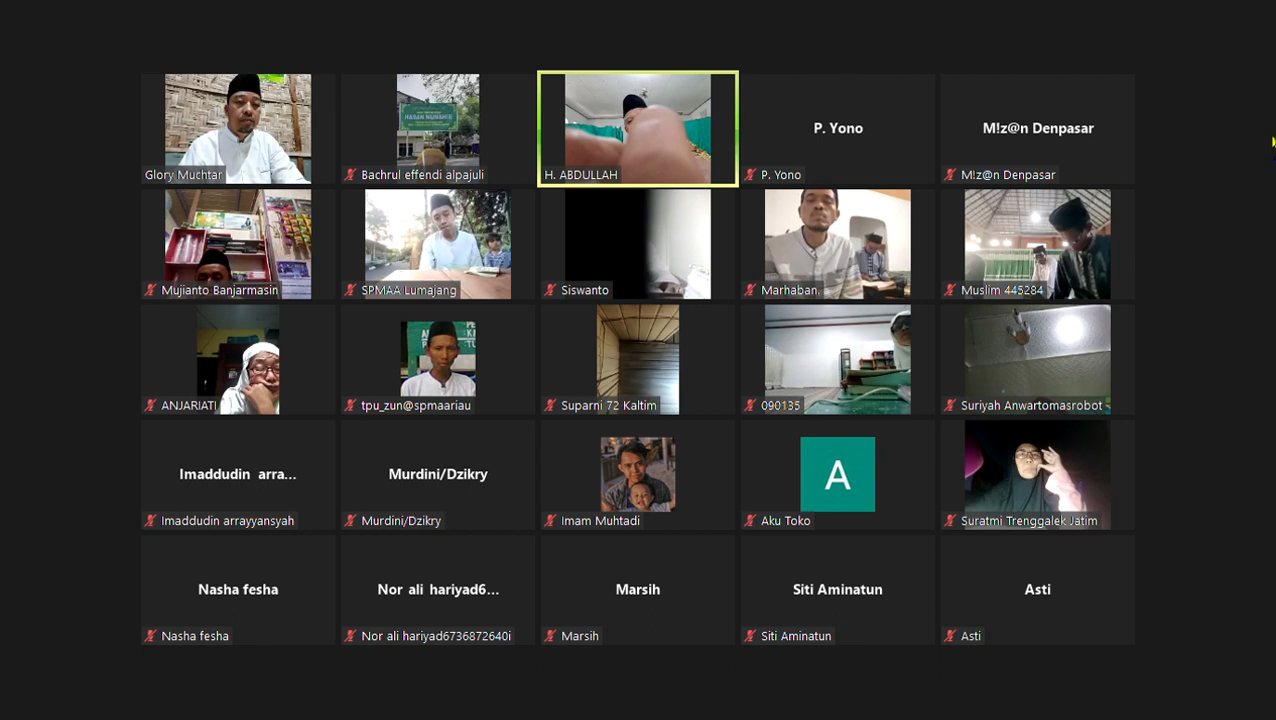 Glory Muchtar
HASAN MUNAHIR
Bachrul effendi alpajuli
H. ABDULLAH
P. Yono
P. Yono
M!z@n Denpasar
M!z@n Denpasar
Mujianto Banjarmasin
SPMAA Lumajang
Siswanto
Marhaban.
Muslim 445284
ANJARIATI
tpu_zun@spmaariau
Suparni 72 Kaltim
090135
Suriyah Anwartomasrobot
Imaddudin arra...
Imaddudin arrayyansyah
Murdini/Dzikry
Murdini/Dzikry
Imam Muhtadi
A
Aku Toko
Suratmi Trenggalek Jatim
Nasha fesha
Nasha fesha
Nor ali hariyad6...
Nor ali hariyad6736872640i
Marsih
Marsih
Siti Aminatun
Siti Aminatun
Asti
Asti